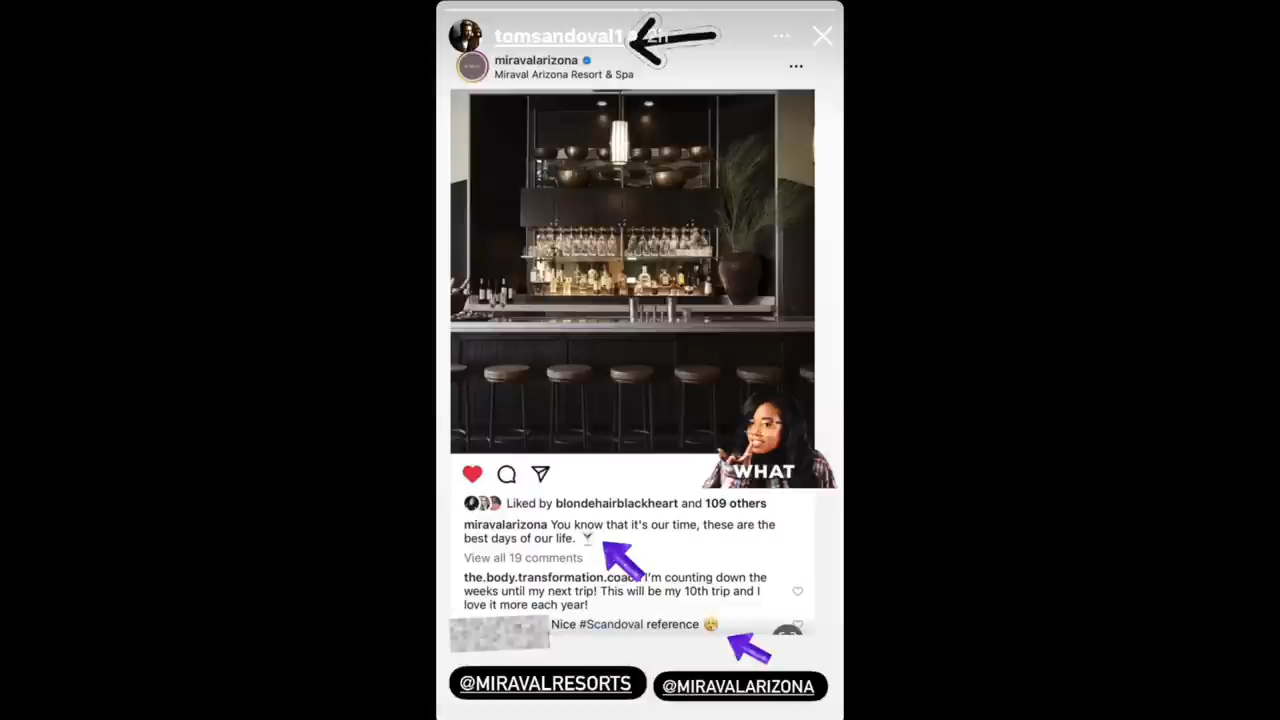 tomsandoval1 2h
miravalarizona
Miraval Arizona Resort & Spa
WHAT
Liked by blondehairblackheart and 109 others
miravalarizona You know that it's our time, these are the
best days of our life.
View all 19 comments
the.body.transformation.coach I'm counting down the
weeks until my next trip! This will be my 10th trip and I
love it more each year!
Nice #Scandoval reference
@MIRAVALRESORTS
@MIRAVALARIZONA